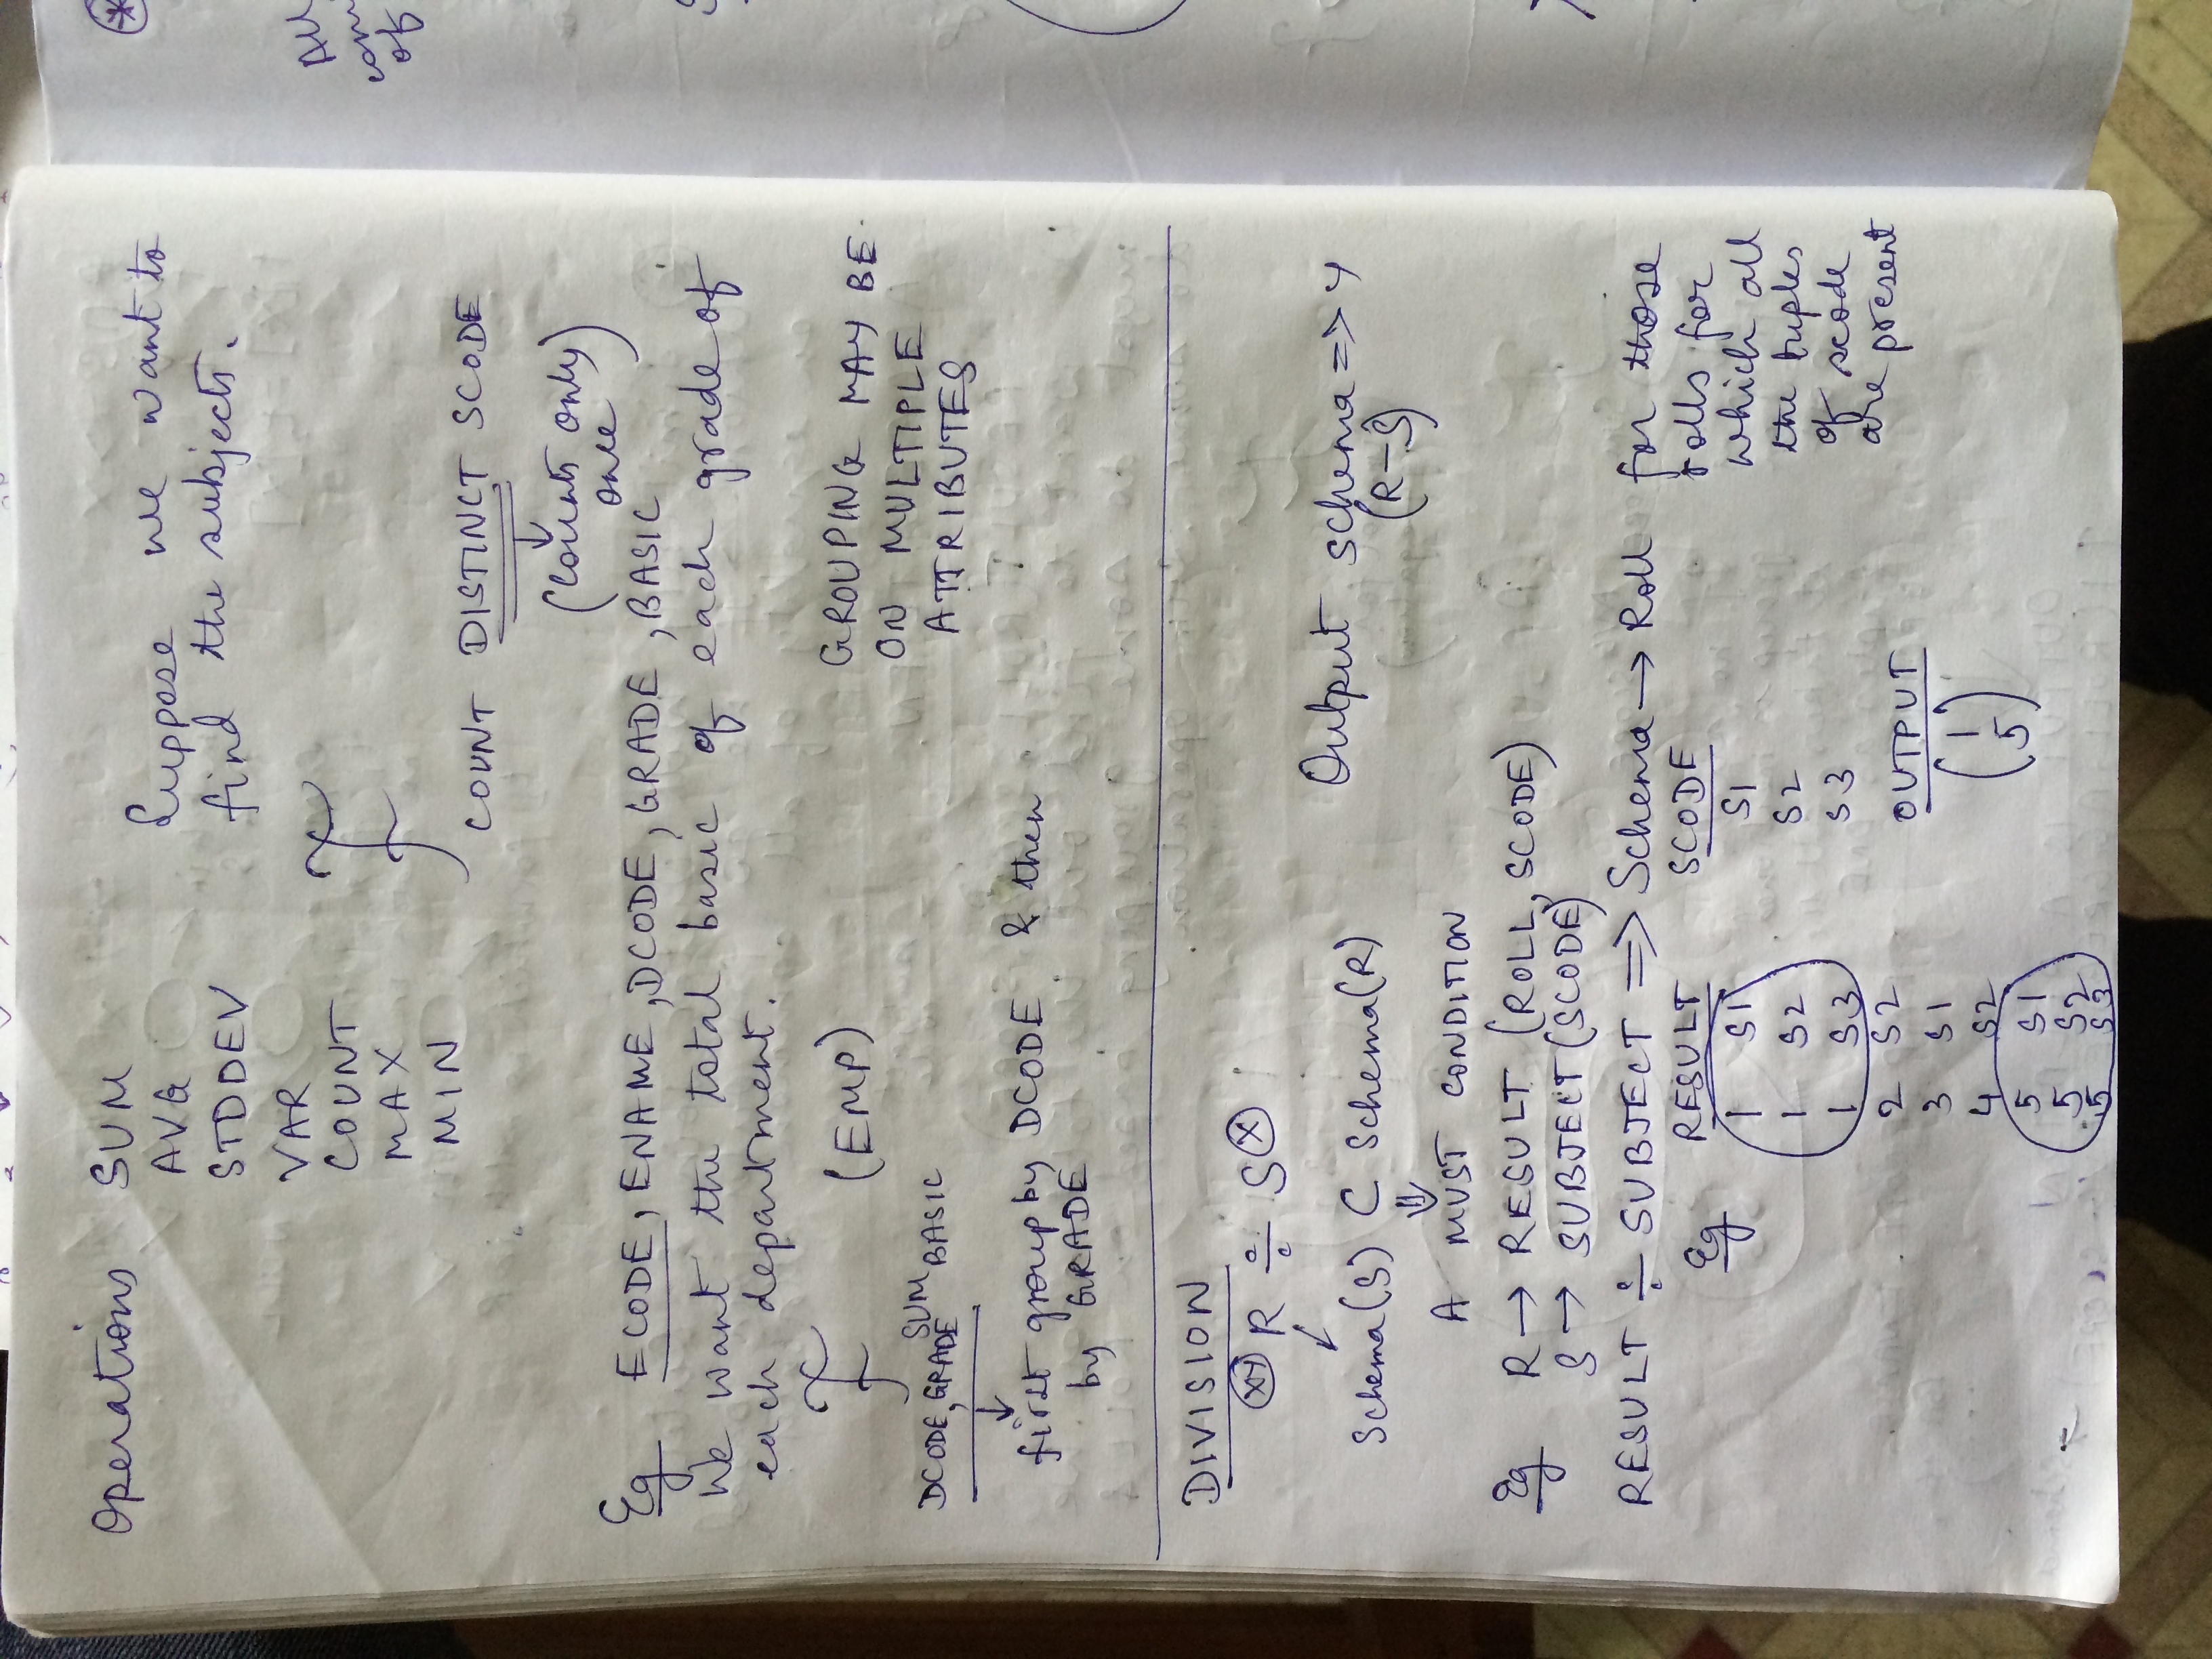 Operations SUM
AVG
STDDEV
VAR
COUNT
MAX
MIN
Suppose we want to
find the subjects.
ℱ
COUNT DISTINCT SCODE
↓
(counts only
once)
Eg ECODE, ENAME, DCODE, GRADE, BASIC
We want the total basic of each grade of
each department.
ℱ (EMP)
DCODE, GRADE SUM BASIC
↓
first group by DCODE & then
by GRADE
GROUPING MAY BE
ON MULTIPLE
ATTRIBUTES
DIVISION
(XY) R ÷ S (X)
Schema(S) ⊂ Schema(R)
⇓
A MUST CONDITION
Output schema => Y
(R-S)
Eg R → RESULT (ROLL, SCODE)
S → SUBJECT (SCODE)
RESULT ÷ SUBJECT => Schema → Roll for those
rolls for
which all
the tuples
of scode
are present
Eg RESULT
1 S1
1 S2
1 S3
2 S2
3 S1
4 S2
5 S1
5 S2
5 S3
SCODE
S1
S2
S3
OUTPUT
(1
5)
All
of